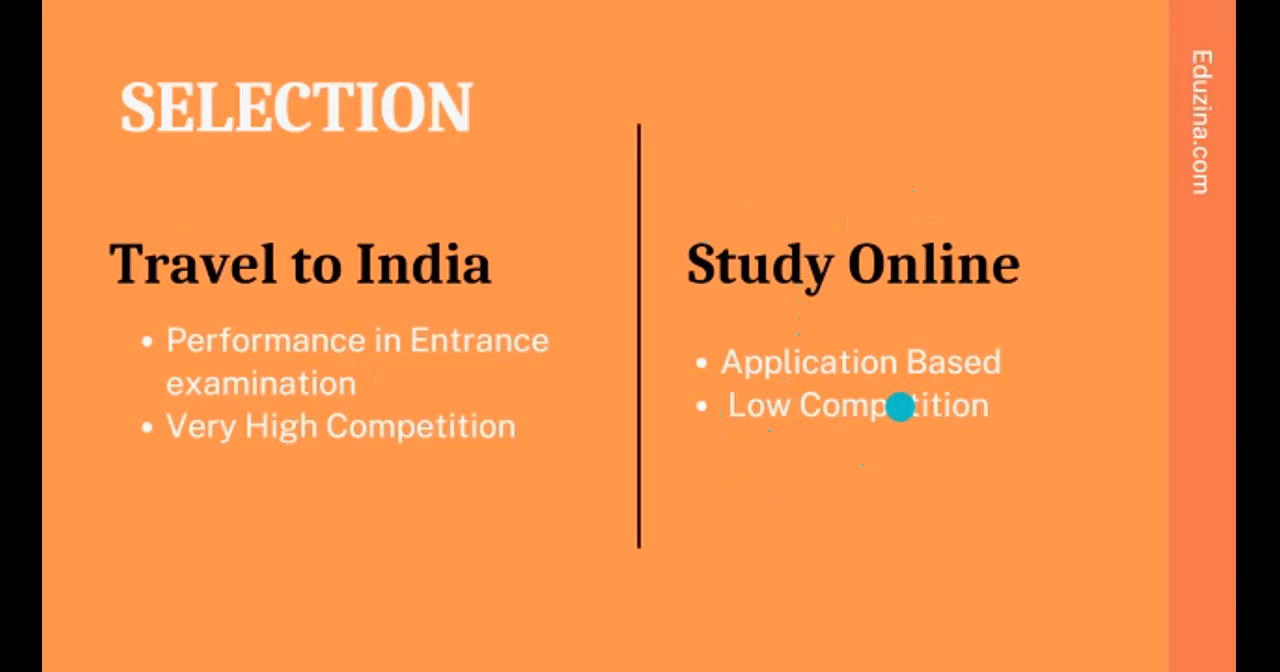 SELECTION
Travel to India
• Performance in Entrance
examination
• Very High Competition
Study Online
• Application Based
• Low Competition
Eduzina.com